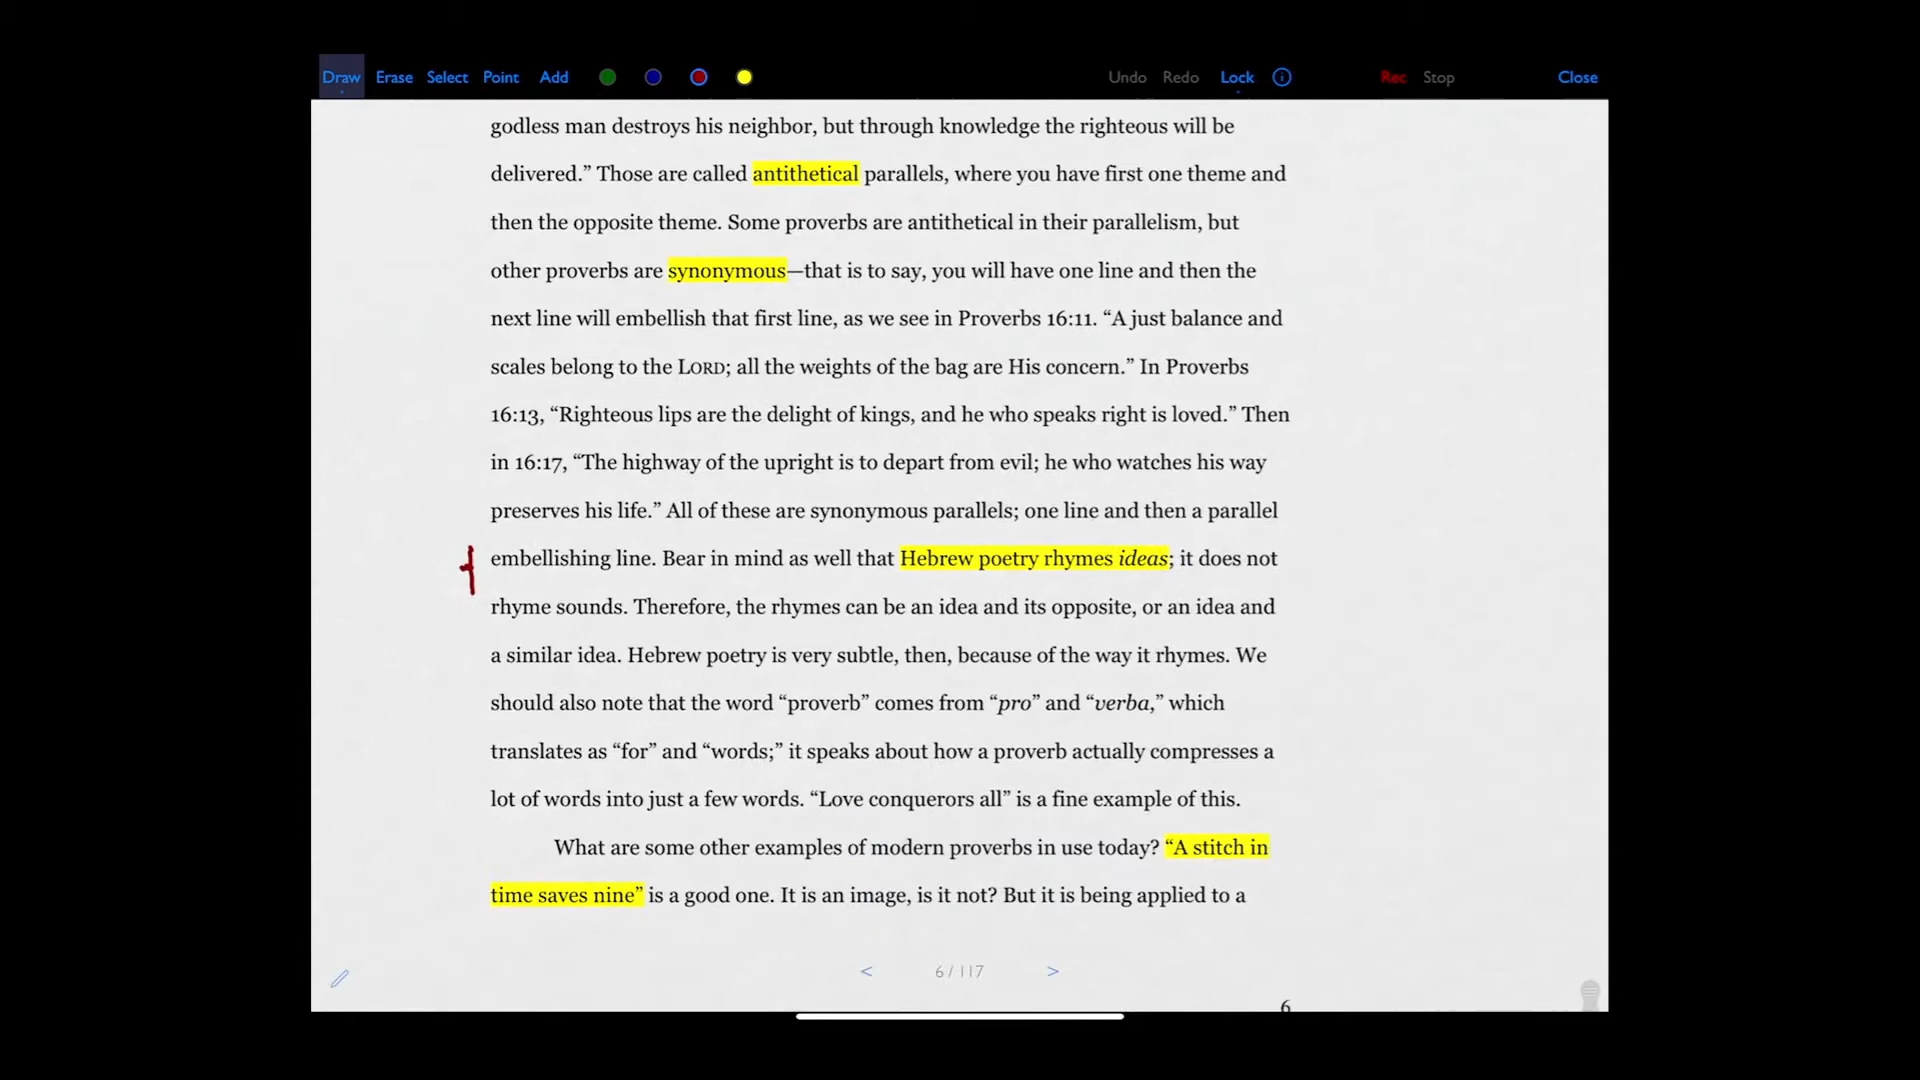 Draw Erase Select Point Add Undo Redo Lock Rec Stop Close
godless man destroys his neighbor, but through knowledge the righteous will be
delivered.” Those are called antithetical parallels, where you have first one theme and
then the opposite theme. Some proverbs are antithetical in their parallelism, but
other proverbs are synonymous—that is to say, you will have one line and then the
next line will embellish that first line, as we see in Proverbs 16:11. “A just balance and
scales belong to the LORD; all the weights of the bag are His concern.” In Proverbs
16:13, “Righteous lips are the delight of kings, and he who speaks right is loved.” Then
in 16:17, “The highway of the upright is to depart from evil; he who watches his way
preserves his life.” All of these are synonymous parallels; one line and then a parallel
embellishing line. Bear in mind as well that Hebrew poetry rhymes ideas; it does not
rhyme sounds. Therefore, the rhymes can be an idea and its opposite, or an idea and
a similar idea. Hebrew poetry is very subtle, then, because of the way it rhymes. We
should also note that the word “proverb” comes from “pro” and “verba,” which
translates as “for” and “words;” it speaks about how a proverb actually compresses a
lot of words into just a few words. “Love conquerors all” is a fine example of this.
What are some other examples of modern proverbs in use today? “A stitch in
time saves nine” is a good one. It is an image, is it not? But it is being applied to a
< 6 / 117 >
6